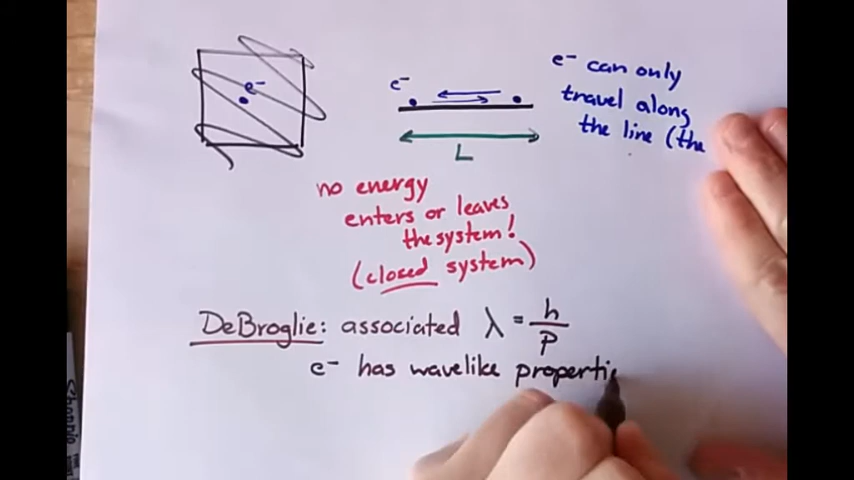 e⁻
e⁻
L
e⁻ can only
travel along
the line (the
no energy
enters or leaves
the system!
(closed system)
DeBroglie: associated λ = h/p
e⁻ has wavelike properti
Sharpie